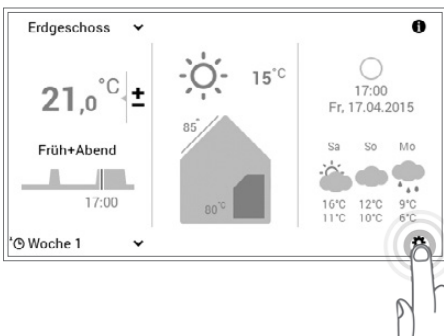 Erdgeschoss
21,0 °C ±
Früh+Abend
17:00
Woche 1
15°C
85°
80°C
17:00
Fr, 17.04.2015
Sa So Mo
16°C 12°C 9°C
11°C 10°C 6°C